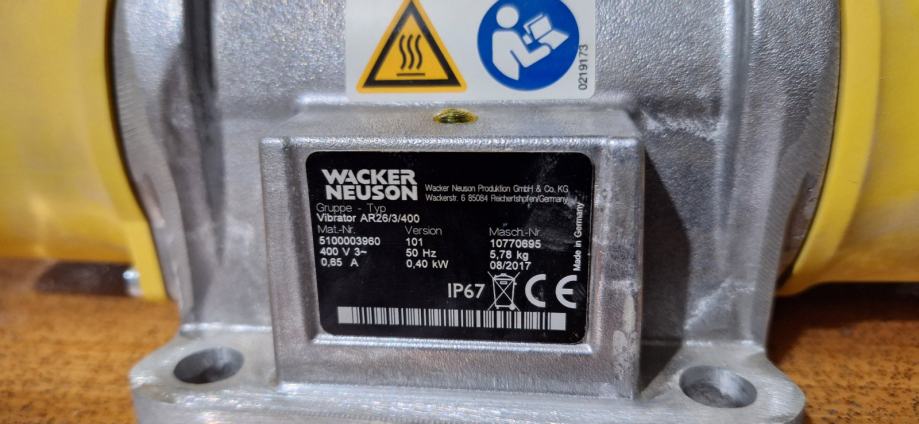 0219173
WACKER
NEUSON
Wacker Neuson Produktion GmbH & Co. KG
Wackerstr. 6 85084 Reichertshofen/Germany
Gruppe - Typ
Vibrator AR26/3/400
Mat.-Nr. Version Masch.-Nr.
5100003960 101 10770695
400 V 3~ 50 Hz 5,78 kg
0,85 A 0,40 kW 08/2017
Made in Germany
IP67 CE